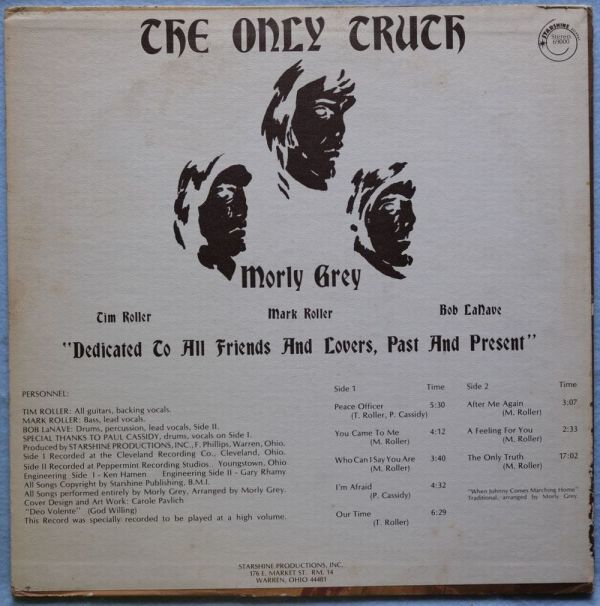 THE ONLY TRUTH
STARSHINE
Stereo
69000
Morly Grey
Tim Roller
Mark Roller
Bob LaNave
"Dedicated To All Friends And Lovers, Past And Present"
PERSONNEL:
TIM ROLLER: All guitars, backing vocals.
MARK ROLLER: Bass, lead vocals.
BOB LaNAVE: Drums, percussion, lead vocals, Side II.
SPECIAL THANKS TO PAUL CASSIDY, drums, vocals on Side I.
Produced by STARSHINE PRODUCTIONS, INC., F. Phillips, Warren, Ohio.
Side I Recorded at the Cleveland Recording Co., Cleveland, Ohio.
Side II Recorded at Peppermint Recording Studios. Youngstown, Ohio
Engineering Side I - Ken Hamen Engineering Side II - Gary Rhamy.
All Songs Copyright by Starshine Publishing, B.M.I.
All Songs performed entirely by Morly Grey, Arranged by Morly Grey.
Cover Design and Art Work: Carole Pavlich
"Deo Volente" (God Willing)
This Record was specially recorded to be played at a high volume.
Side 1 Time
Peace Officer 5:30
(T. Roller, P. Cassidy)
You Came To Me 4:12
(M. Roller)
Who Can I Say You Are 3:40
(M. Roller)
I'm Afraid 4:32
(P. Cassidy)
Our Time 6:29
(T. Roller)
Side 2 Time
After Me Again 3:07
(M. Roller)
A Feeling For You 2:33
(M. Roller)
The Only Truth 17:02
(M. Roller)
"When Johnny Comes Marching Home"
Traditional, arranged by Morly Grey.
STARSHINE PRODUCTIONS, INC.
176 E. MARKET ST. RM. 14
WARREN, OHIO 44481